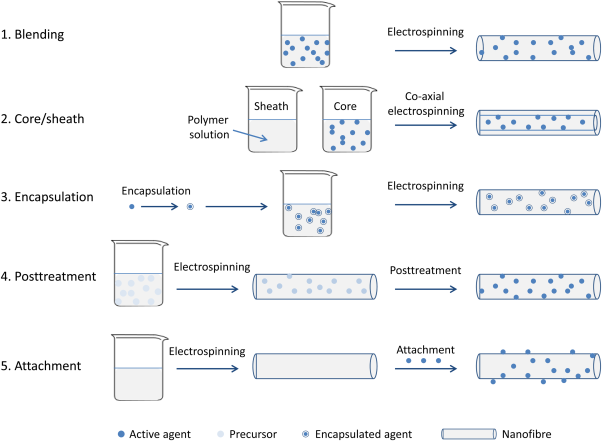 1. Blending
Electrospinning
2. Core/sheath
Polymer
solution
Sheath
Core
Co-axial
electrospinning
3. Encapsulation
Encapsulation
Electrospinning
4. Posttreatment
Electrospinning
Posttreatment
5. Attachment
Electrospinning
Attachment
Active agent
Precursor
Encapsulated agent
Nanofibre